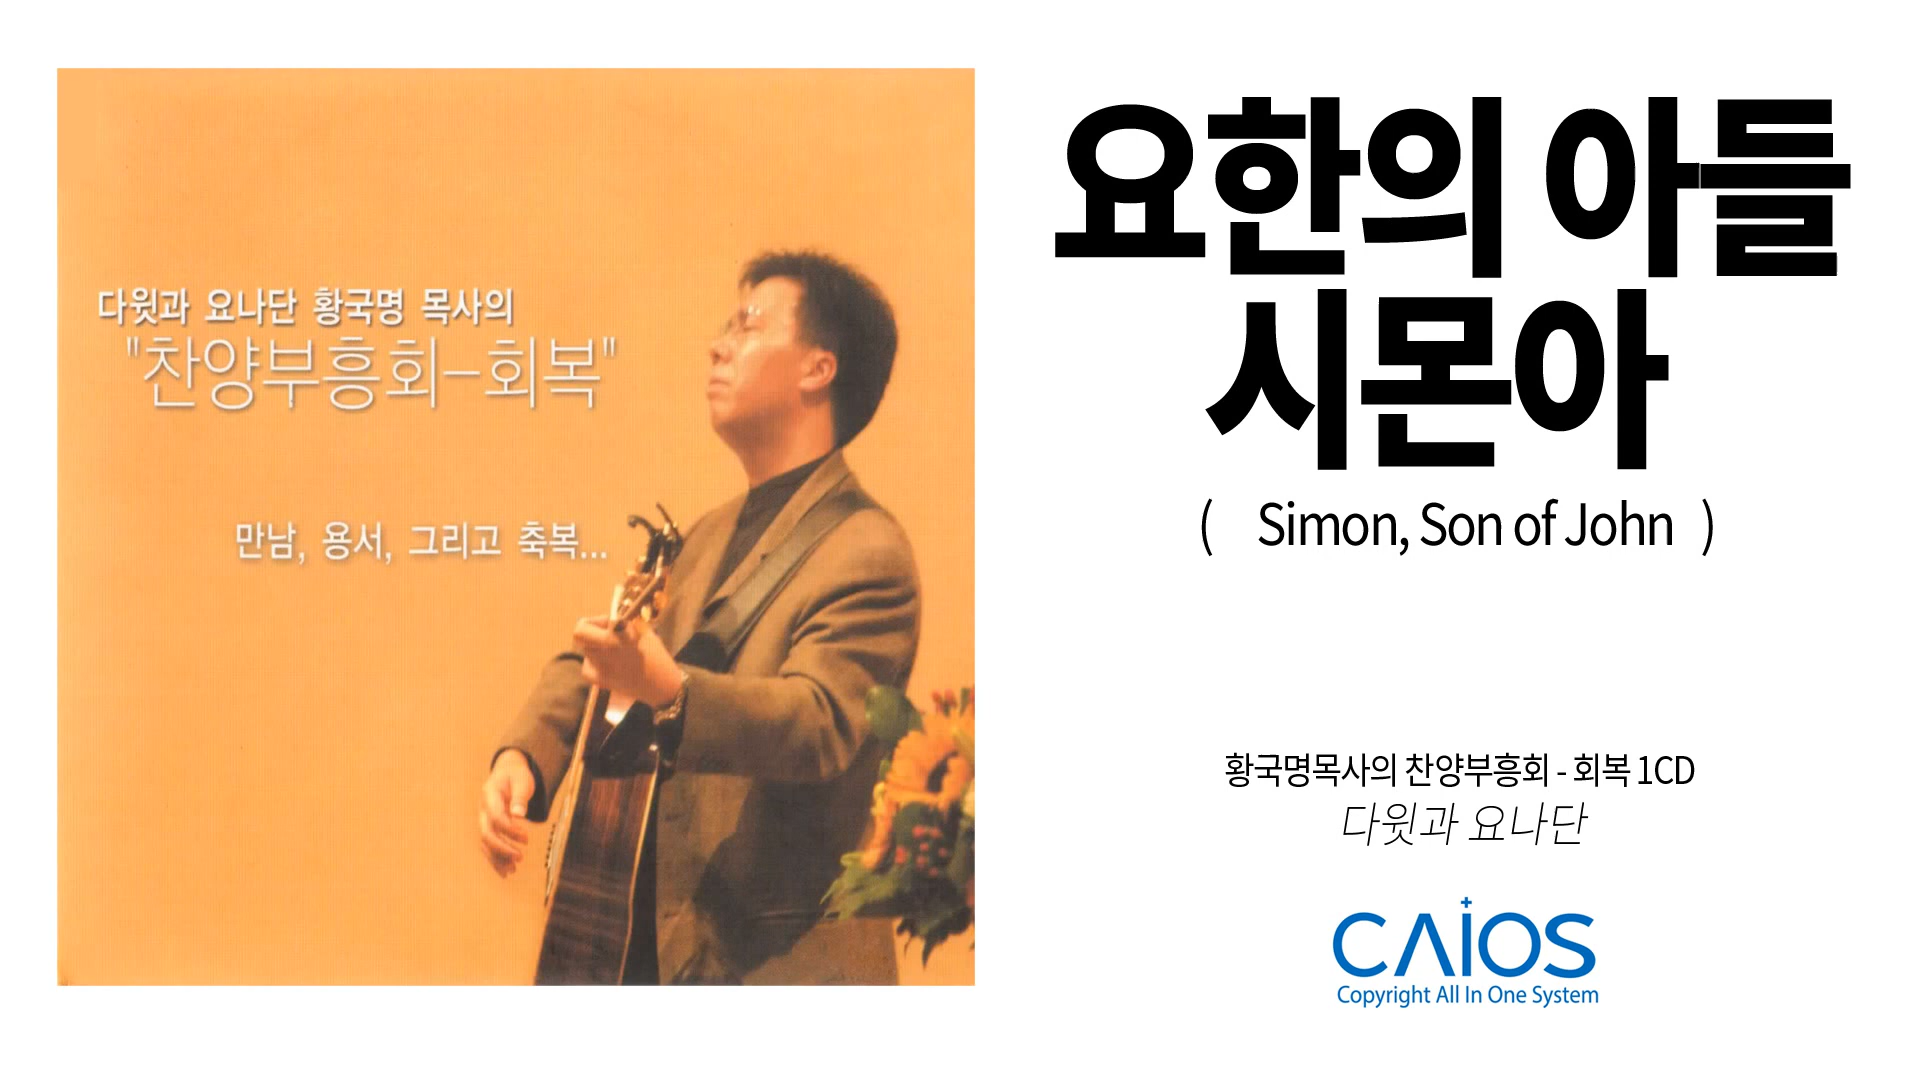 다윗과 요나단 황국명 목사의
"찬양부흥회-회복"
만남, 용서, 그리고 축복...
요한의 아들
시몬아
( Simon, Son of John )
황국명목사의 찬양부흥회 - 회복 1CD
다윗과 요나단
CAIOS
Copyright All In One System